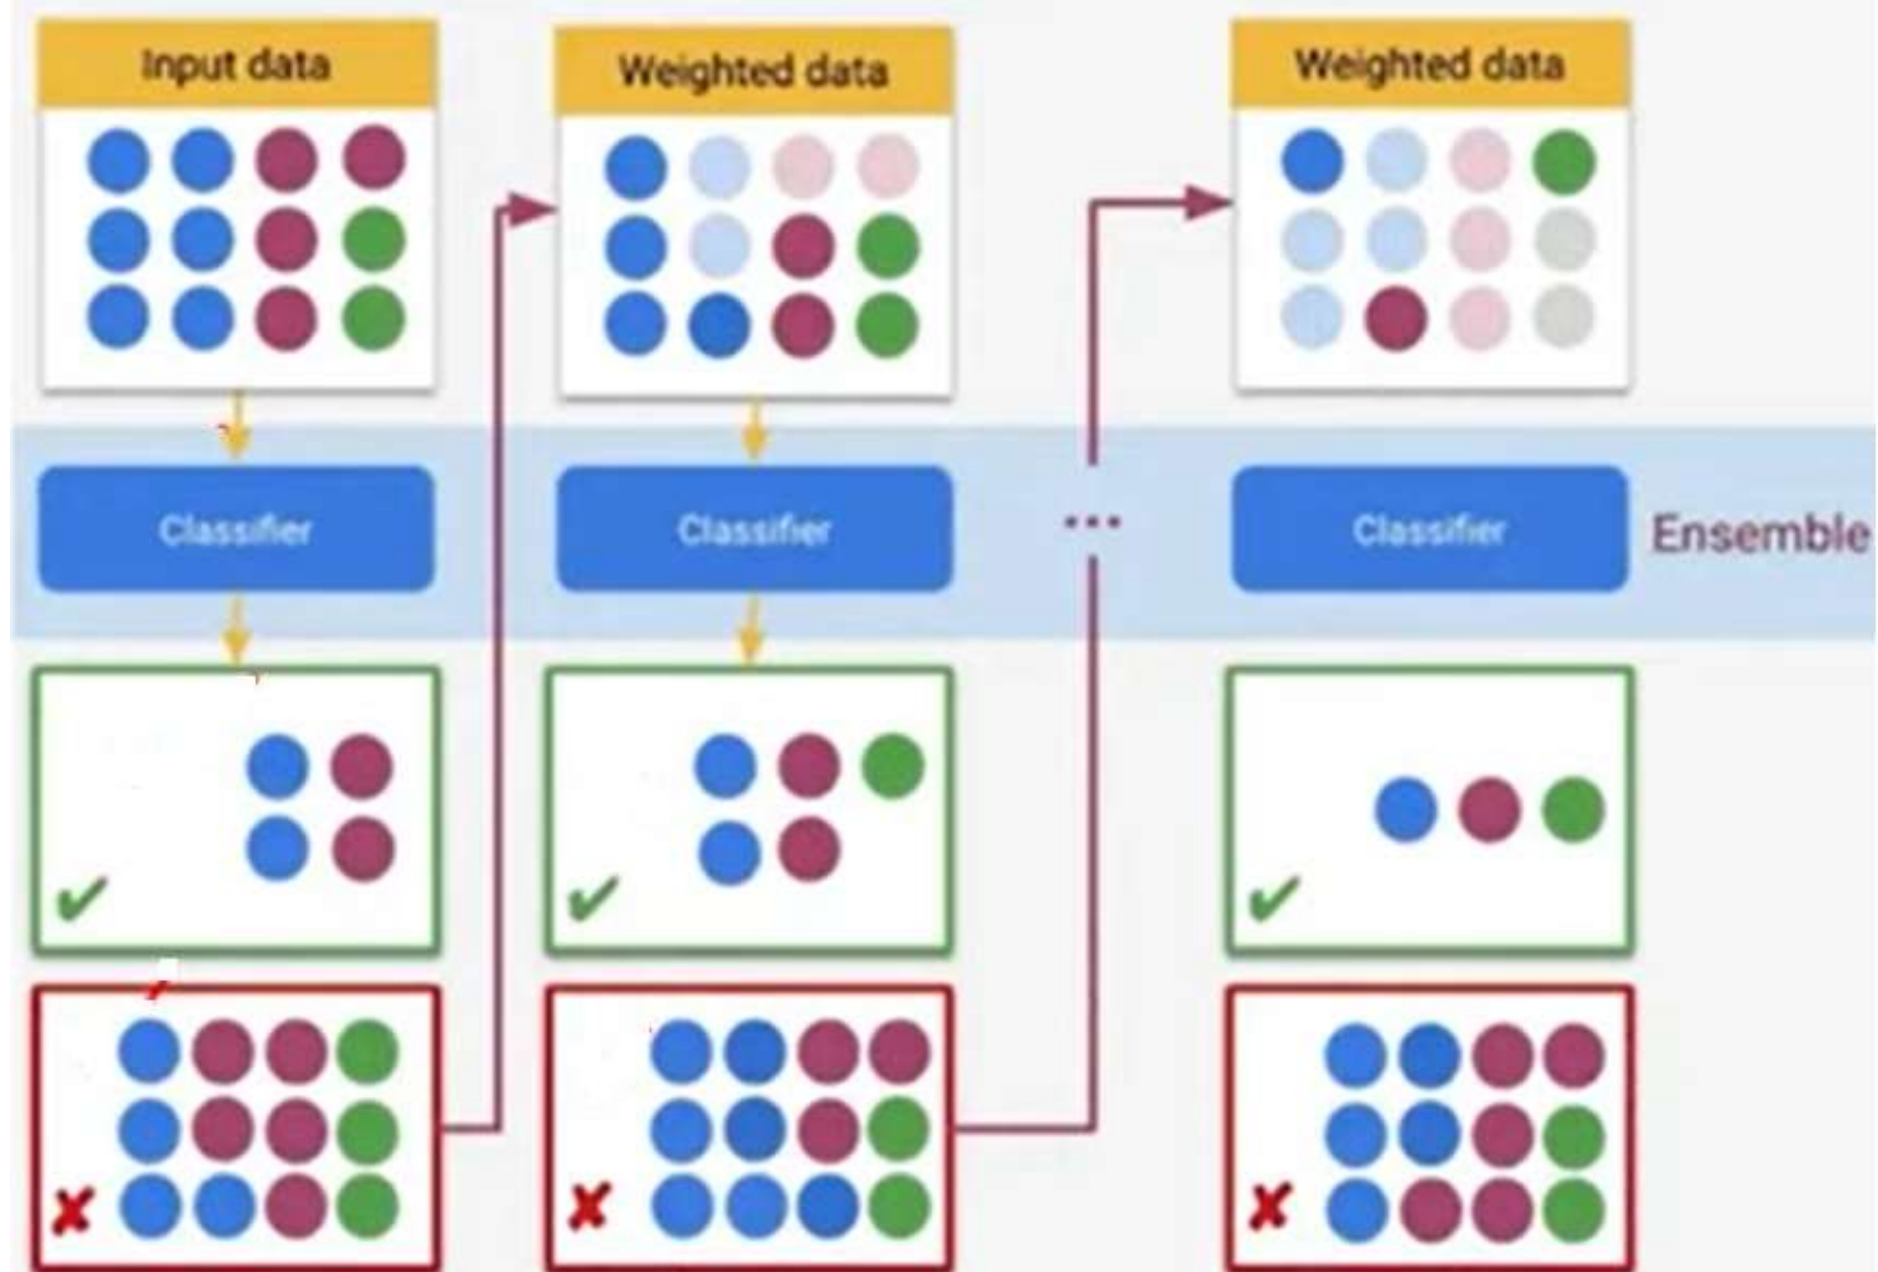 Input data
Weighted data
Weighted data
Classifier
Classifier
...
Classifier
Ensemble